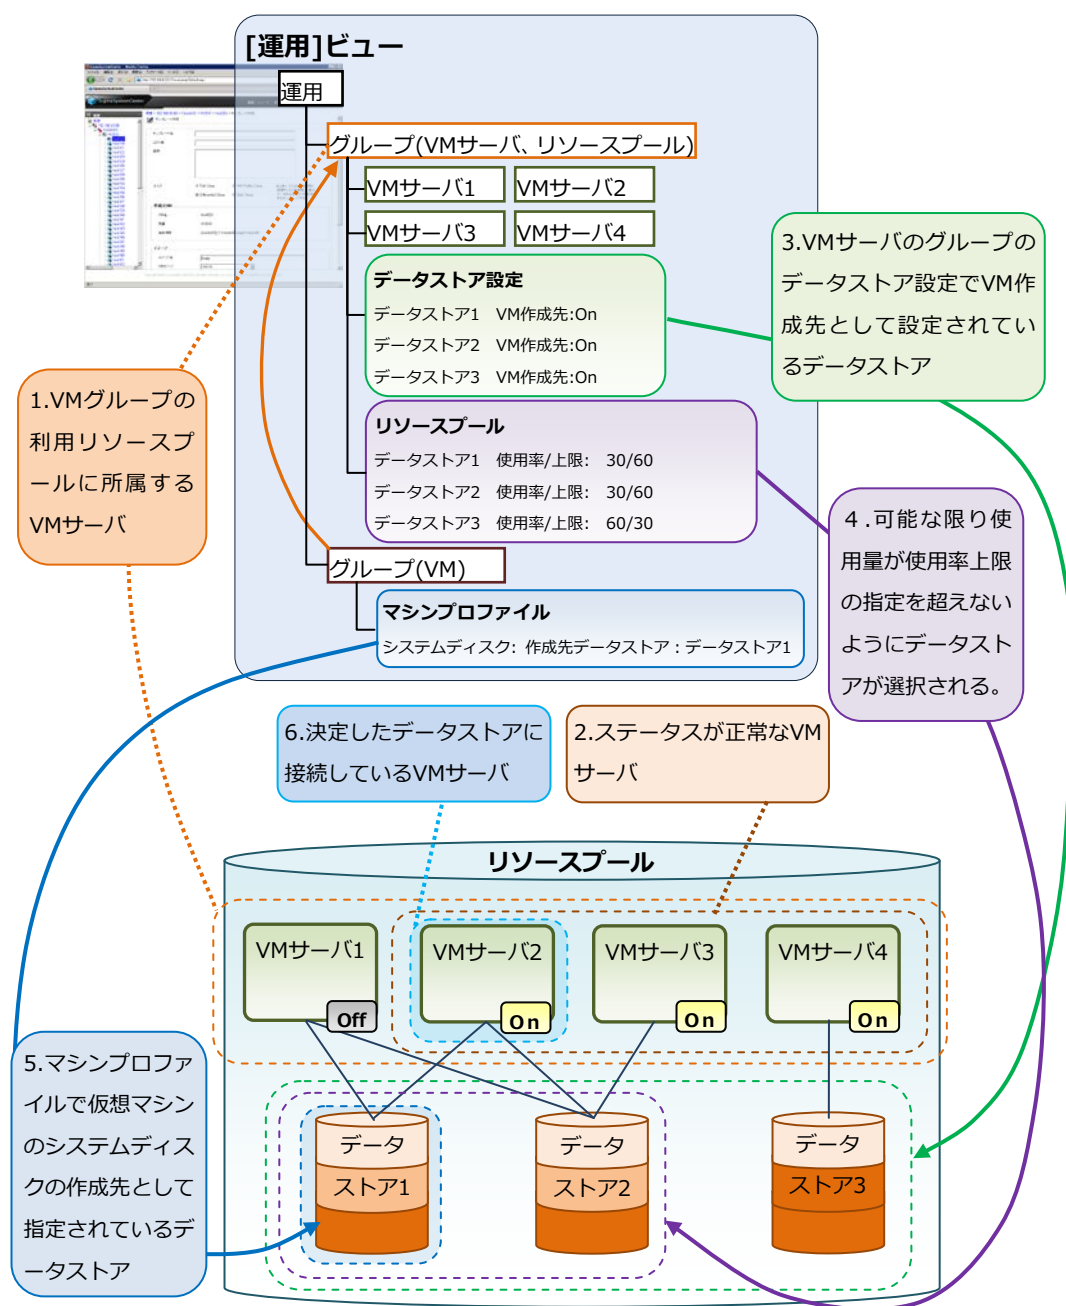 [運用]ビュー
運用
グループ(VMサーバ、リソースプール)
VMサーバ1
VMサーバ2
VMサーバ3
VMサーバ4
データストア設定
データストア1 VM作成先:On
データストア2 VM作成先:On
データストア3 VM作成先:On
リソースプール
データストア1 使用率/上限: 30/60
データストア2 使用率/上限: 30/60
データストア3 使用率/上限: 60/30
グループ(VM)
マシンプロファイル
システムディスク: 作成先データストア : データストア1
1.VMグループの
利用リソースプ
ールに所属する
VMサーバ
3.VMサーバのグループの
データストア設定でVM作
成先として設定されてい
るデータストア
4 .可能な限り使
用量が使用率上限
の指定を超えない
ようにデータスト
アが選択される。
6.決定したデータストアに
接続しているVMサーバ
2.ステータスが正常なVM
サーバ
リソースプール
VMサーバ1
Off
VMサーバ2
On
VMサーバ3
On
VMサーバ4
On
5.マシンプロファ
イルで仮想マシン
のシステムディス
クの作成先として
指定されているデ
ータストア
データ
ストア1
データ
ストア2
データ
ストア3